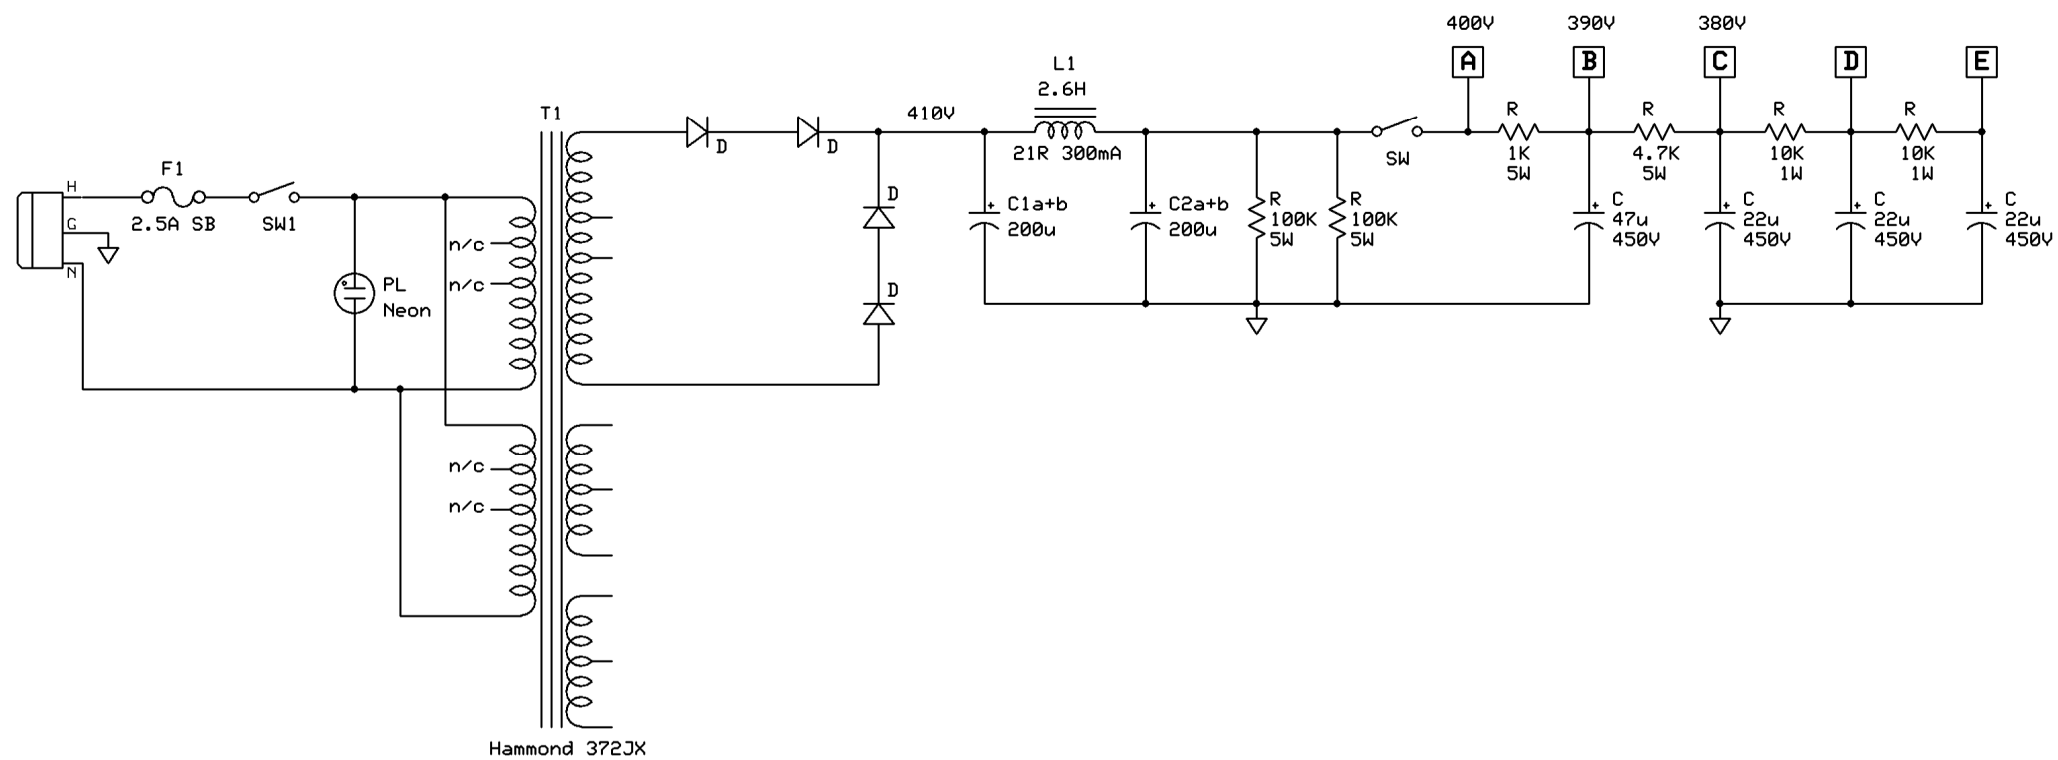 400V
390V
380V
A
B
C
D
E
L1
2.6H
T1
410V
D
D
R
R
R
R
21R 300mA
SW
1K
5W
4.7K
5W
10K
1W
10K
1W
H
F1
2.5A SB
SW1
G
N
n/c
n/c
PL
Neon
D
D
C1a+b
200u
C2a+b
200u
R
100K
5W
R
100K
5W
C
47u
450V
C
22u
450V
C
22u
450V
C
22u
450V
n/c
n/c
Hammond 372JX